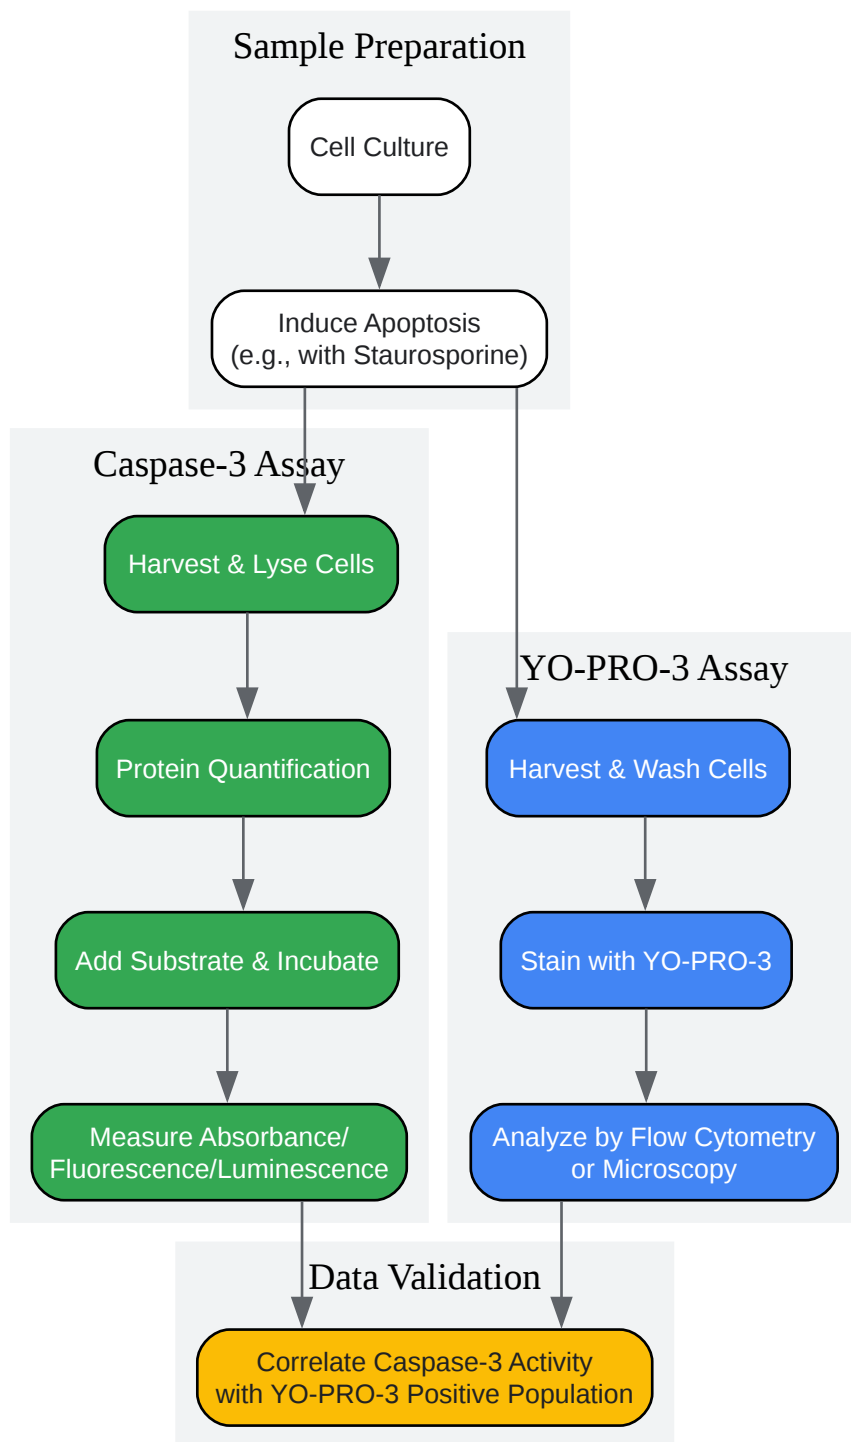 Sample Preparation
Cell Culture
Induce Apoptosis
(e.g., with Staurosporine)
Caspase-3 Assay
Harvest & Lyse Cells
Protein Quantification
Add Substrate & Incubate
Measure Absorbance/
Fluorescence/Luminescence
YO-PRO-3 Assay
Harvest & Wash Cells
Stain with YO-PRO-3
Analyze by Flow Cytometry
or Microscopy
Data Validation
Correlate Caspase-3 Activity
with YO-PRO-3 Positive Population